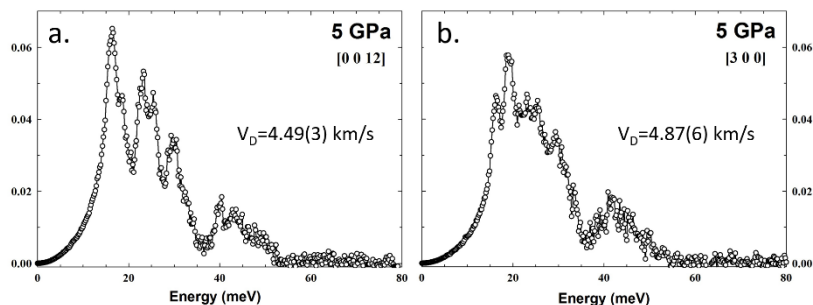 a.
5 GPa
[0 0 12]
V_D=4.49(3) km/s
0.06
0.04
0.02
0.00
0 20 40 60 80
Energy (meV)
b.
5 GPa
[3 0 0]
V_D=4.87(6) km/s
0.06
0.04
0.02
0.00
0 20 40 60 80
Energy (meV)